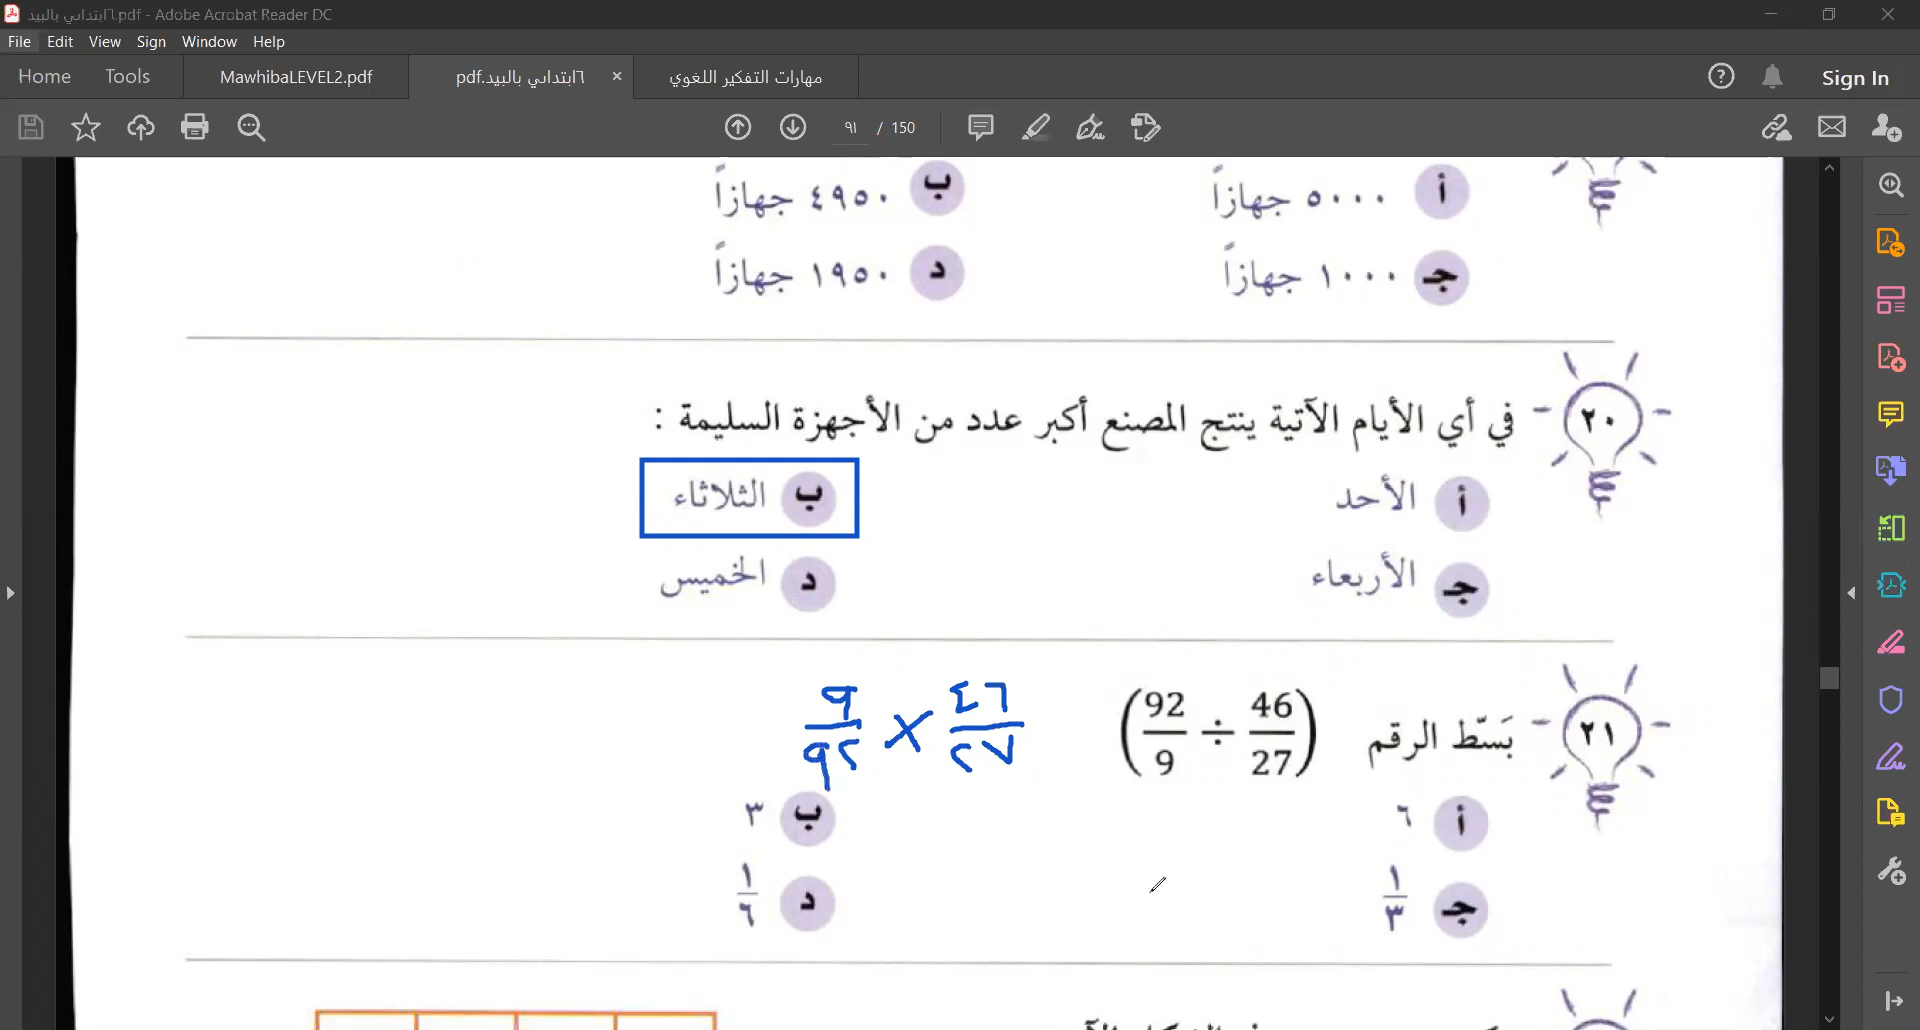 ٦ابتدائي بالبيد.pdf - Adobe Acrobat Reader DC
File Edit View Sign Window Help
Home Tools MawhibaLEVEL2.pdf ٦ابتدائي بالبيد.pdf × مهارات التفكير اللغوي Sign In
٩١ / 150
أ ٥٠٠٠ جهازاً ب ٤٩٥٠ جهازاً
جـ ١٠٠٠ جهازاً د ١٩٥٠ جهازاً
٢٠ في أي الأيام الآتية ينتج المصنع أكبر عدد من الأجهزة السليمة :
أ الأحد ب الثلاثاء
جـ الأربعاء د الخميس
٢١ بَسّط الرقم (92/9 ÷ 46/27) ٤٦/٢٧ × ٩/٩٢
أ ٦ ب ٣
جـ ١/٣ د ١/٦